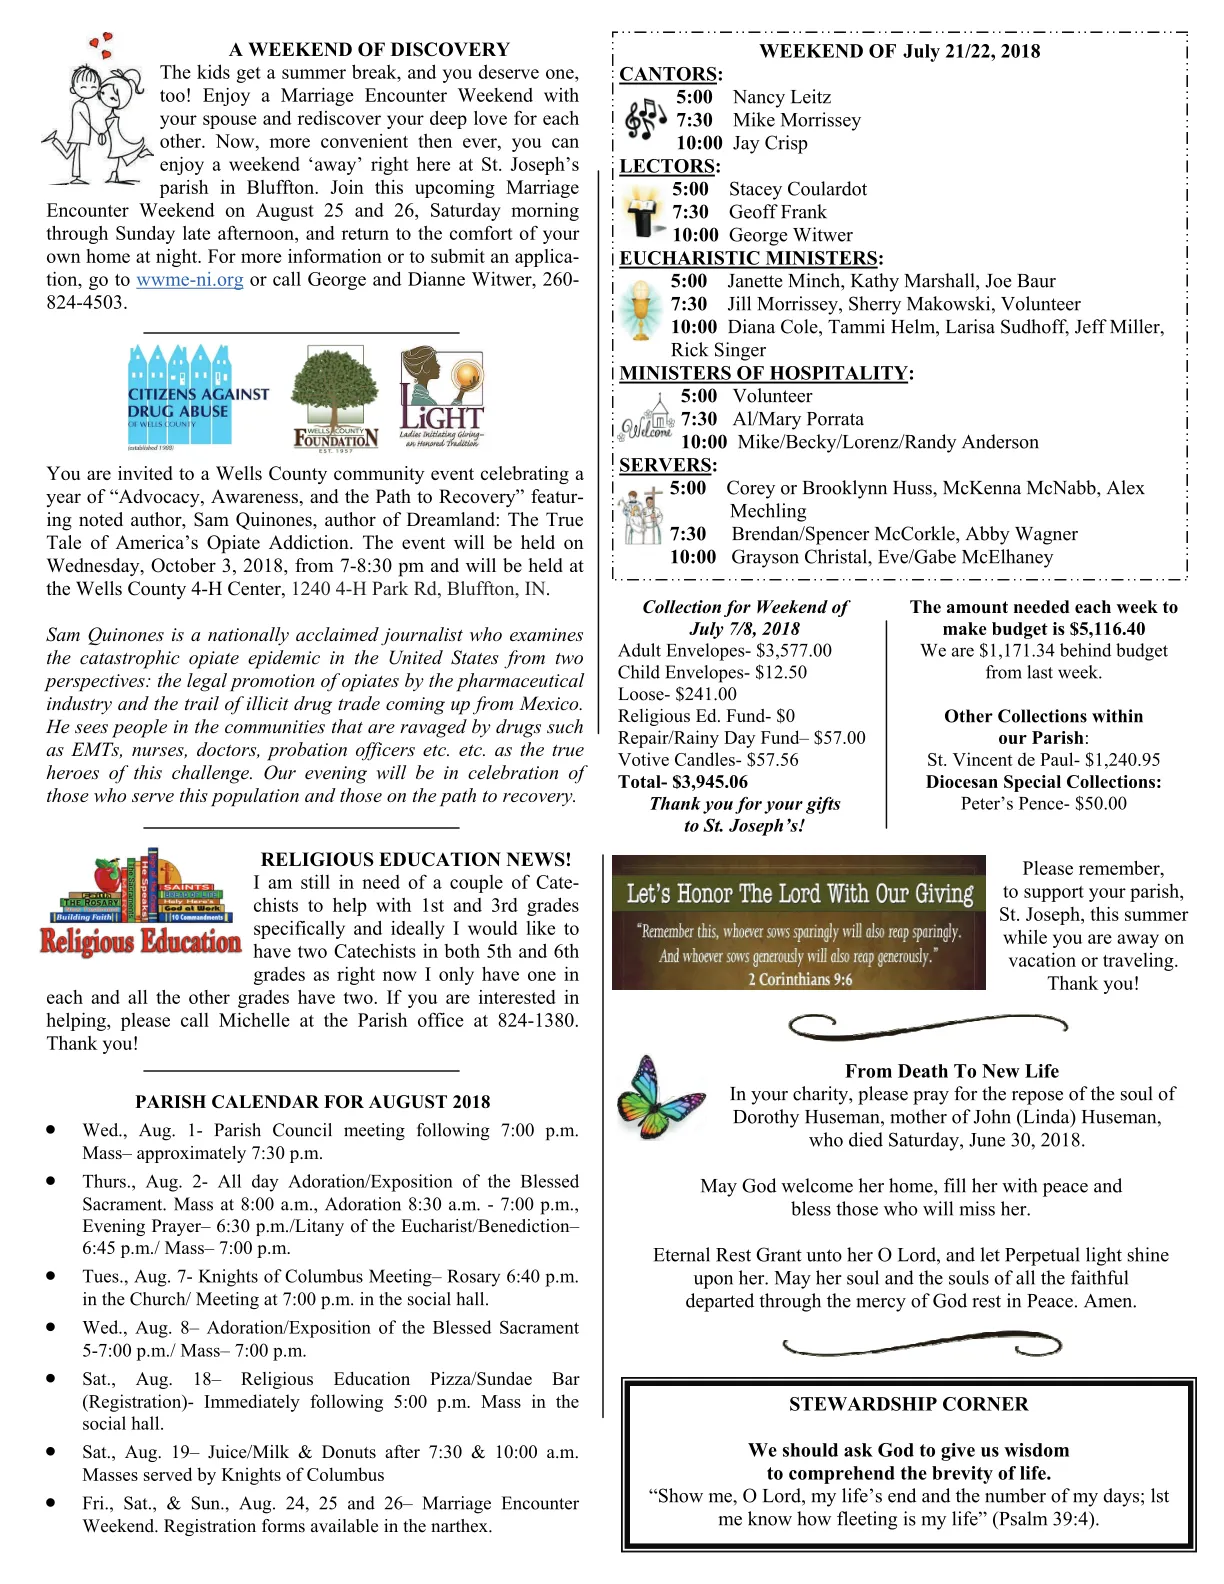 A WEEKEND OF DISCOVERY
The kids get a summer break, and you deserve one,
too! Enjoy a Marriage Encounter Weekend with
your spouse and rediscover your deep love for each
other. Now, more convenient then ever, you can
enjoy a weekend ‘away’ right here at St. Joseph’s
parish in Bluffton. Join this upcoming Marriage
Encounter Weekend on August 25 and 26, Saturday morning
through Sunday late afternoon, and return to the comfort of your
own home at night. For more information or to submit an applica-
tion, go to wwme-ni.org or call George and Dianne Witwer, 260-
824-4503.
CITIZENS AGAINST
DRUG ABUSE
OF WELLS COUNTY
(established 1988)
WELLS COUNTY
FOUNDATION
EST. 1957
LiGHT
Ladies Initiating Giving—
an Honored Tradition
You are invited to a Wells County community event celebrating a
year of “Advocacy, Awareness, and the Path to Recovery” featur-
ing noted author, Sam Quinones, author of Dreamland: The True
Tale of America’s Opiate Addiction. The event will be held on
Wednesday, October 3, 2018, from 7-8:30 pm and will be held at
the Wells County 4-H Center, 1240 4-H Park Rd, Bluffton, IN.
Sam Quinones is a nationally acclaimed journalist who examines
the catastrophic opiate epidemic in the United States from two
perspectives: the legal promotion of opiates by the pharmaceutical
industry and the trail of illicit drug trade coming up from Mexico.
He sees people in the communities that are ravaged by drugs such
as EMTs, nurses, doctors, probation officers etc. etc. as the true
heroes of this challenge. Our evening will be in celebration of
those who serve this population and those on the path to recovery.
RELIGIOUS EDUCATION NEWS!
Faith
THE ROSARY
Building Faith
The Sacraments
SAINTS
BREAD OF LIFE
Holy Hero's
God at Work
10 Commandments
Religious Education
I am still in need of a couple of Cate-
chists to help with 1st and 3rd grades
specifically and ideally I would like to
have two Catechists in both 5th and 6th
grades as right now I only have one in
each and all the other grades have two. If you are interested in
helping, please call Michelle at the Parish office at 824-1380.
Thank you!
PARISH CALENDAR FOR AUGUST 2018
• Wed., Aug. 1- Parish Council meeting following 7:00 p.m.
Mass– approximately 7:30 p.m.
• Thurs., Aug. 2- All day Adoration/Exposition of the Blessed
Sacrament. Mass at 8:00 a.m., Adoration 8:30 a.m. - 7:00 p.m.,
Evening Prayer– 6:30 p.m./Litany of the Eucharist/Benediction–
6:45 p.m./ Mass– 7:00 p.m.
• Tues., Aug. 7- Knights of Columbus Meeting– Rosary 6:40 p.m.
in the Church/ Meeting at 7:00 p.m. in the social hall.
• Wed., Aug. 8– Adoration/Exposition of the Blessed Sacrament
5-7:00 p.m./ Mass– 7:00 p.m.
• Sat., Aug. 18– Religious Education Pizza/Sundae Bar
(Registration)- Immediately following 5:00 p.m. Mass in the
social hall.
• Sat., Aug. 19– Juice/Milk & Donuts after 7:30 & 10:00 a.m.
Masses served by Knights of Columbus
• Fri., Sat., & Sun., Aug. 24, 25 and 26– Marriage Encounter
Weekend. Registration forms available in the narthex.
WEEKEND OF July 21/22, 2018
CANTORS:
5:00 Nancy Leitz
7:30 Mike Morrissey
10:00 Jay Crisp
LECTORS:
5:00 Stacey Coulardot
7:30 Geoff Frank
10:00 George Witwer
EUCHARISTIC MINISTERS:
5:00 Janette Minch, Kathy Marshall, Joe Baur
7:30 Jill Morrissey, Sherry Makowski, Volunteer
10:00 Diana Cole, Tammi Helm, Larisa Sudhoff, Jeff Miller,
Rick Singer
MINISTERS OF HOSPITALITY:
Welcome
5:00 Volunteer
7:30 Al/Mary Porrata
10:00 Mike/Becky/Lorenz/Randy Anderson
SERVERS:
5:00 Corey or Brooklynn Huss, McKenna McNabb, Alex
Mechling
7:30 Brendan/Spencer McCorkle, Abby Wagner
10:00 Grayson Christal, Eve/Gabe McElhaney
Collection for Weekend of
July 7/8, 2018
Adult Envelopes- $3,577.00
Child Envelopes- $12.50
Loose- $241.00
Religious Ed. Fund- $0
Repair/Rainy Day Fund– $57.00
Votive Candles- $57.56
Total- $3,945.06
Thank you for your gifts
to St. Joseph’s!
The amount needed each week to
make budget is $5,116.40
We are $1,171.34 behind budget
from last week.
Other Collections within
our Parish:
St. Vincent de Paul- $1,240.95
Diocesan Special Collections:
Peter’s Pence- $50.00
Let’s Honor The Lord With Our Giving
“Remember this, whoever sows sparingly will also reap sparingly.
And whoever sows generously will also reap generously.”
2 Corinthians 9:6
Please remember,
to support your parish,
St. Joseph, this summer
while you are away on
vacation or traveling.
Thank you!
From Death To New Life
In your charity, please pray for the repose of the soul of
Dorothy Huseman, mother of John (Linda) Huseman,
who died Saturday, June 30, 2018.
May God welcome her home, fill her with peace and
bless those who will miss her.
Eternal Rest Grant unto her O Lord, and let Perpetual light shine
upon her. May her soul and the souls of all the faithful
departed through the mercy of God rest in Peace. Amen.
STEWARDSHIP CORNER
We should ask God to give us wisdom
to comprehend the brevity of life.
“Show me, O Lord, my life’s end and the number of my days; lst
me know how fleeting is my life” (Psalm 39:4).